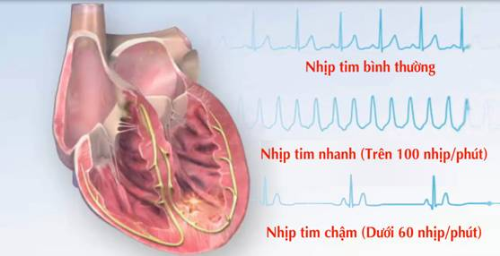 Nhịp tim bình thường
Nhịp tim nhanh (Trên 100 nhịp/phút)
Nhịp tim chậm (Dưới 60 nhịp/phút)